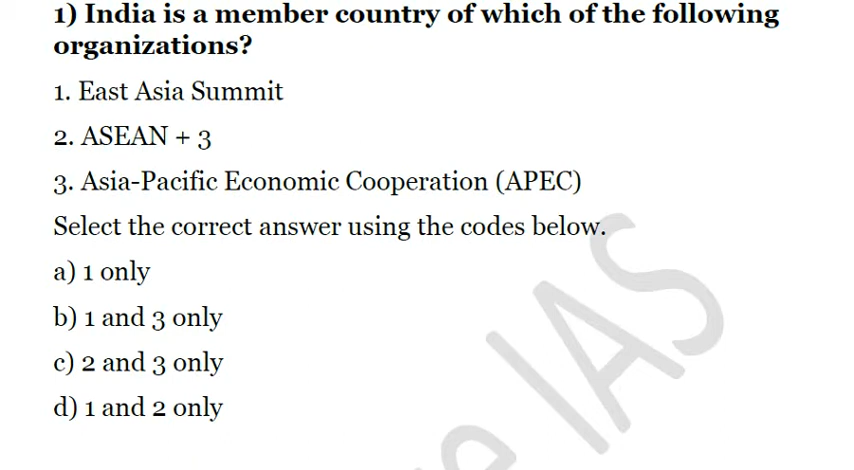 1) India is a member country of which of the following
organizations?
1. East Asia Summit
2. ASEAN + 3
3. Asia-Pacific Economic Cooperation (APEC)
Select the correct answer using the codes below.
a) 1 only
b) 1 and 3 only
c) 2 and 3 only
d) 1 and 2 only
IAS